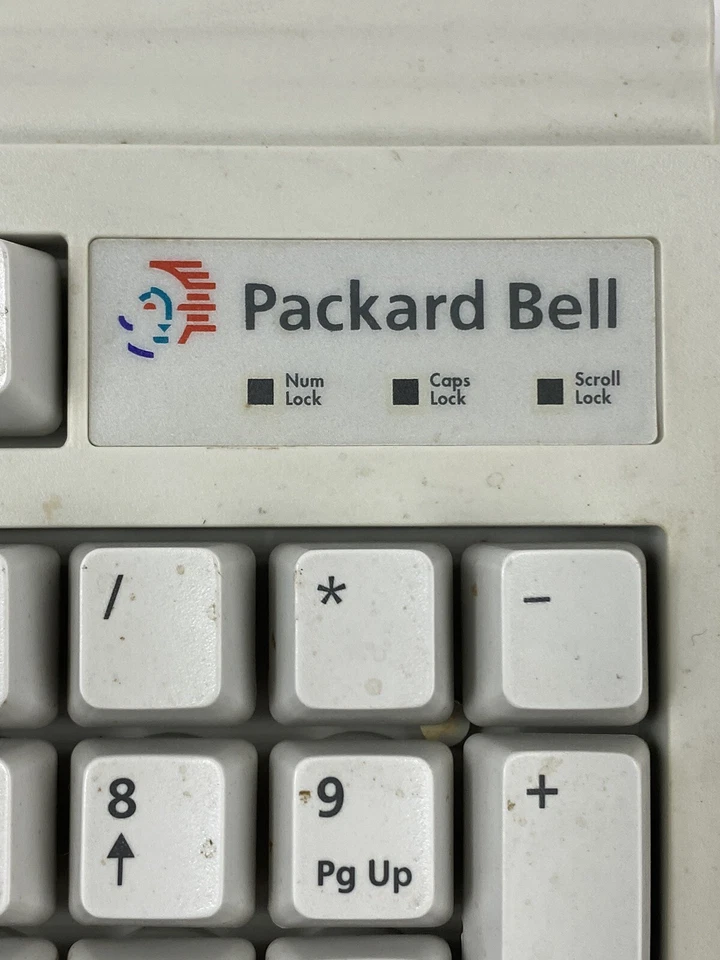 Packard Bell
Num Lock
Caps Lock
Scroll Lock
/
*
-
8
↑
9
Pg Up
+